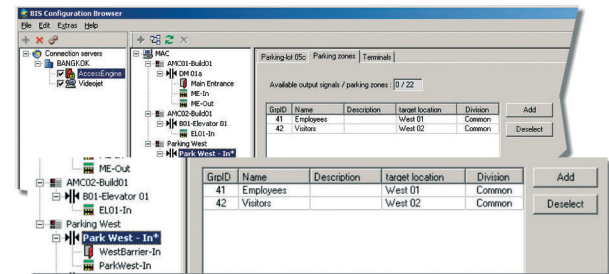 BIS Configuration Browser
File Edit Extras Help
Connection servers
BANGKOK
AccessEngine
Videojet
MAC
AMC01-Build01
DM 01a
Main Entrance
ME-In
ME-Out
AMC02-Build01
B01-Elevator 01
EL01-In
Parking West
Park West - In*
Parking-lot 05c Parking zones Terminals
Available output signals / parking zones : 0 / 22
GrpID Name Description target location Division
41 Employees West 01 Common
42 Visitors West 02 Common
Add
Deselect
ME-Out
AMC02-Build01
B01-Elevator 01
EL01-In
Parking West
Park West - In*
WestBarrier-In
ParkWest-In
GrpID Name Description target location Division
41 Employees West 01 Common
42 Visitors West 02 Common
Add
Deselect